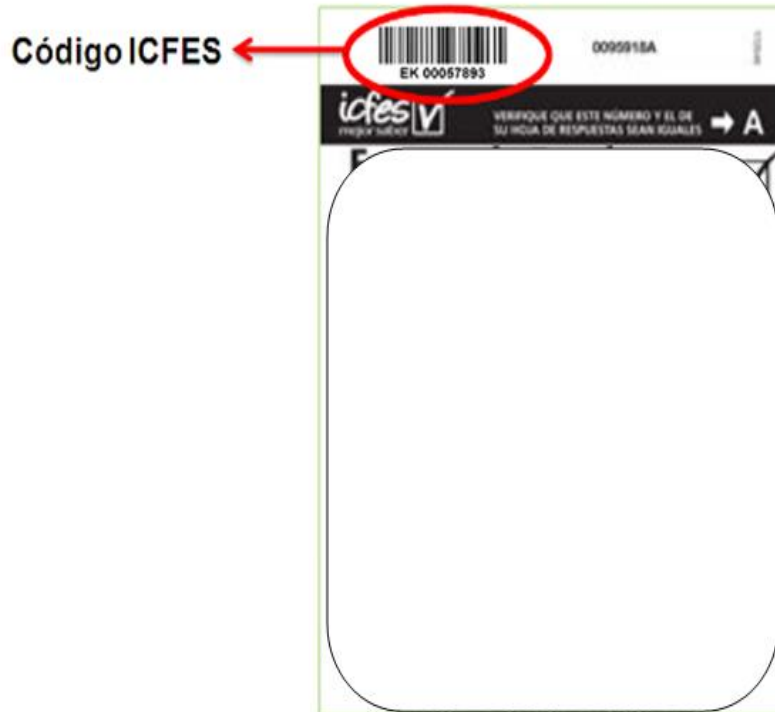 Código ICFES
EK 00057893
0095918A
icfes
mejor saber
VERIFIQUE QUE ESTE NÚMERO Y EL DE
SU HOJA DE RESPUESTAS SEAN IGUALES
A